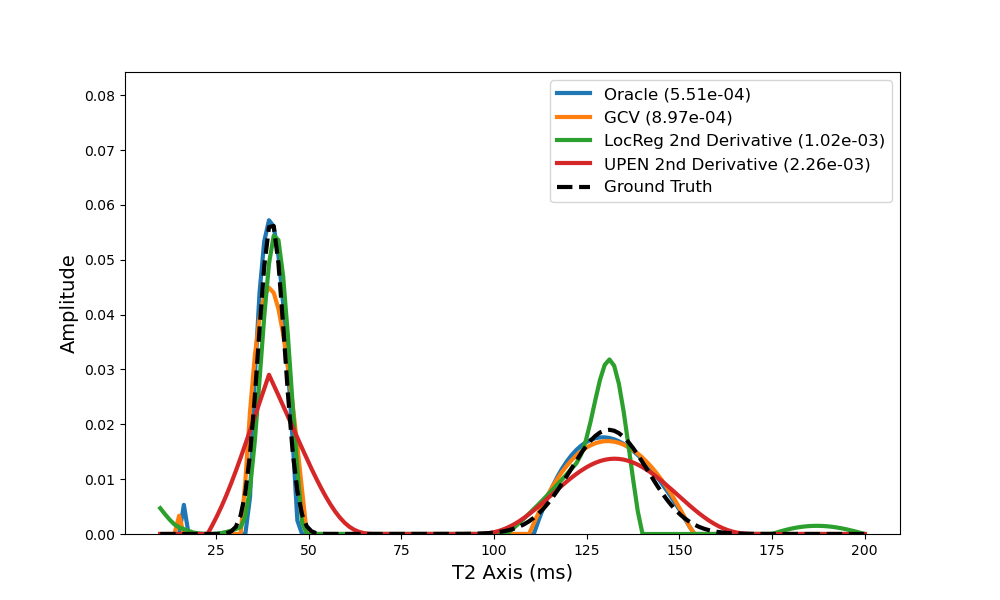 Oracle (5.51e-04)
GCV (8.97e-04)
LocReg 2nd Derivative (1.02e-03)
UPEN 2nd Derivative (2.26e-03)
Ground Truth
Amplitude
0.08
0.07
0.06
0.05
0.04
0.03
0.02
0.01
0.00
25 50 75 100 125 150 175 200
T2 Axis (ms)